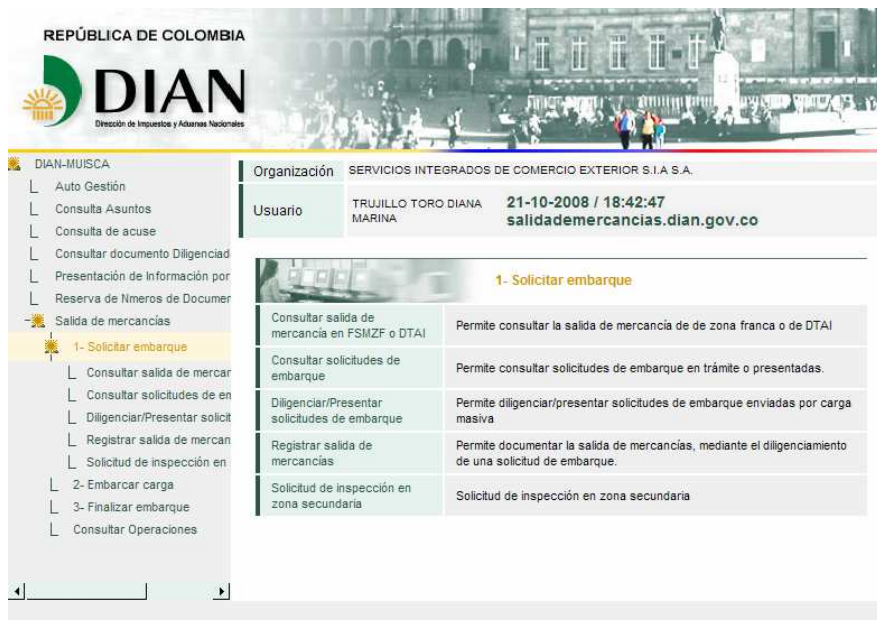 REPÚBLICA DE COLOMBIA
DIAN
Dirección de Impuestos y Aduanas Nacionales
DIAN-MUISCA
Auto Gestión
Consulta Asuntos
Consulta de acuse
Consultar documento Diligenciad
Presentación de Información por
Reserva de Nmeros de Documer
Salida de mercancías
1- Solicitar embarque
Consultar salida de mercar
Consultar solicitudes de en
Diligenciar/Presentar solicit
Registrar salida de mercan
Solicitud de inspección en
2- Embarcar carga
3- Finalizar embarque
Consultar Operaciones
Organización SERVICIOS INTEGRADOS DE COMERCIO EXTERIOR S.I.A S.A.
Usuario
TRUJILLO TORO DIANA
MARINA
21-10-2008 / 18:42:47
salidademercancias.dian.gov.co
1- Solicitar embarque
Consultar salida de
mercancía en FSMZF o DTAI
Permite consultar la salida de mercancía de de zona franca o de DTAI
Consultar solicitudes de
embarque
Permite consultar solicitudes de embarque en trámite o presentadas.
Diligenciar/Presentar
solicitudes de embarque
Permite diligenciar/presentar solicitudes de embarque enviadas por carga
masiva
Registrar salida de
mercancías
Permite documentar la salida de mercancías, mediante el diligenciamiento
de una solicitud de embarque.
Solicitud de inspección en
zona secundaria
Solicitud de inspección en zona secundaria